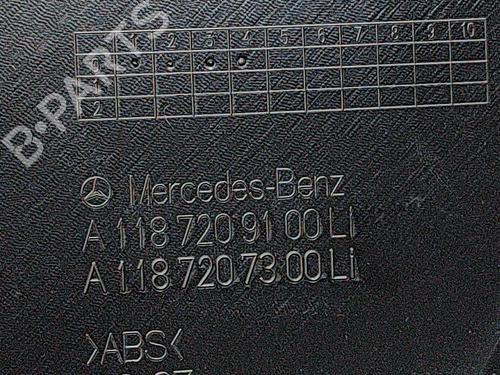 1 2 3 4 5 6 7 8 9 10
0
2
B-PARTS
Mercedes-Benz
A 118 720 91 00 LI
A 118 720 73 00 Li
>ABS<